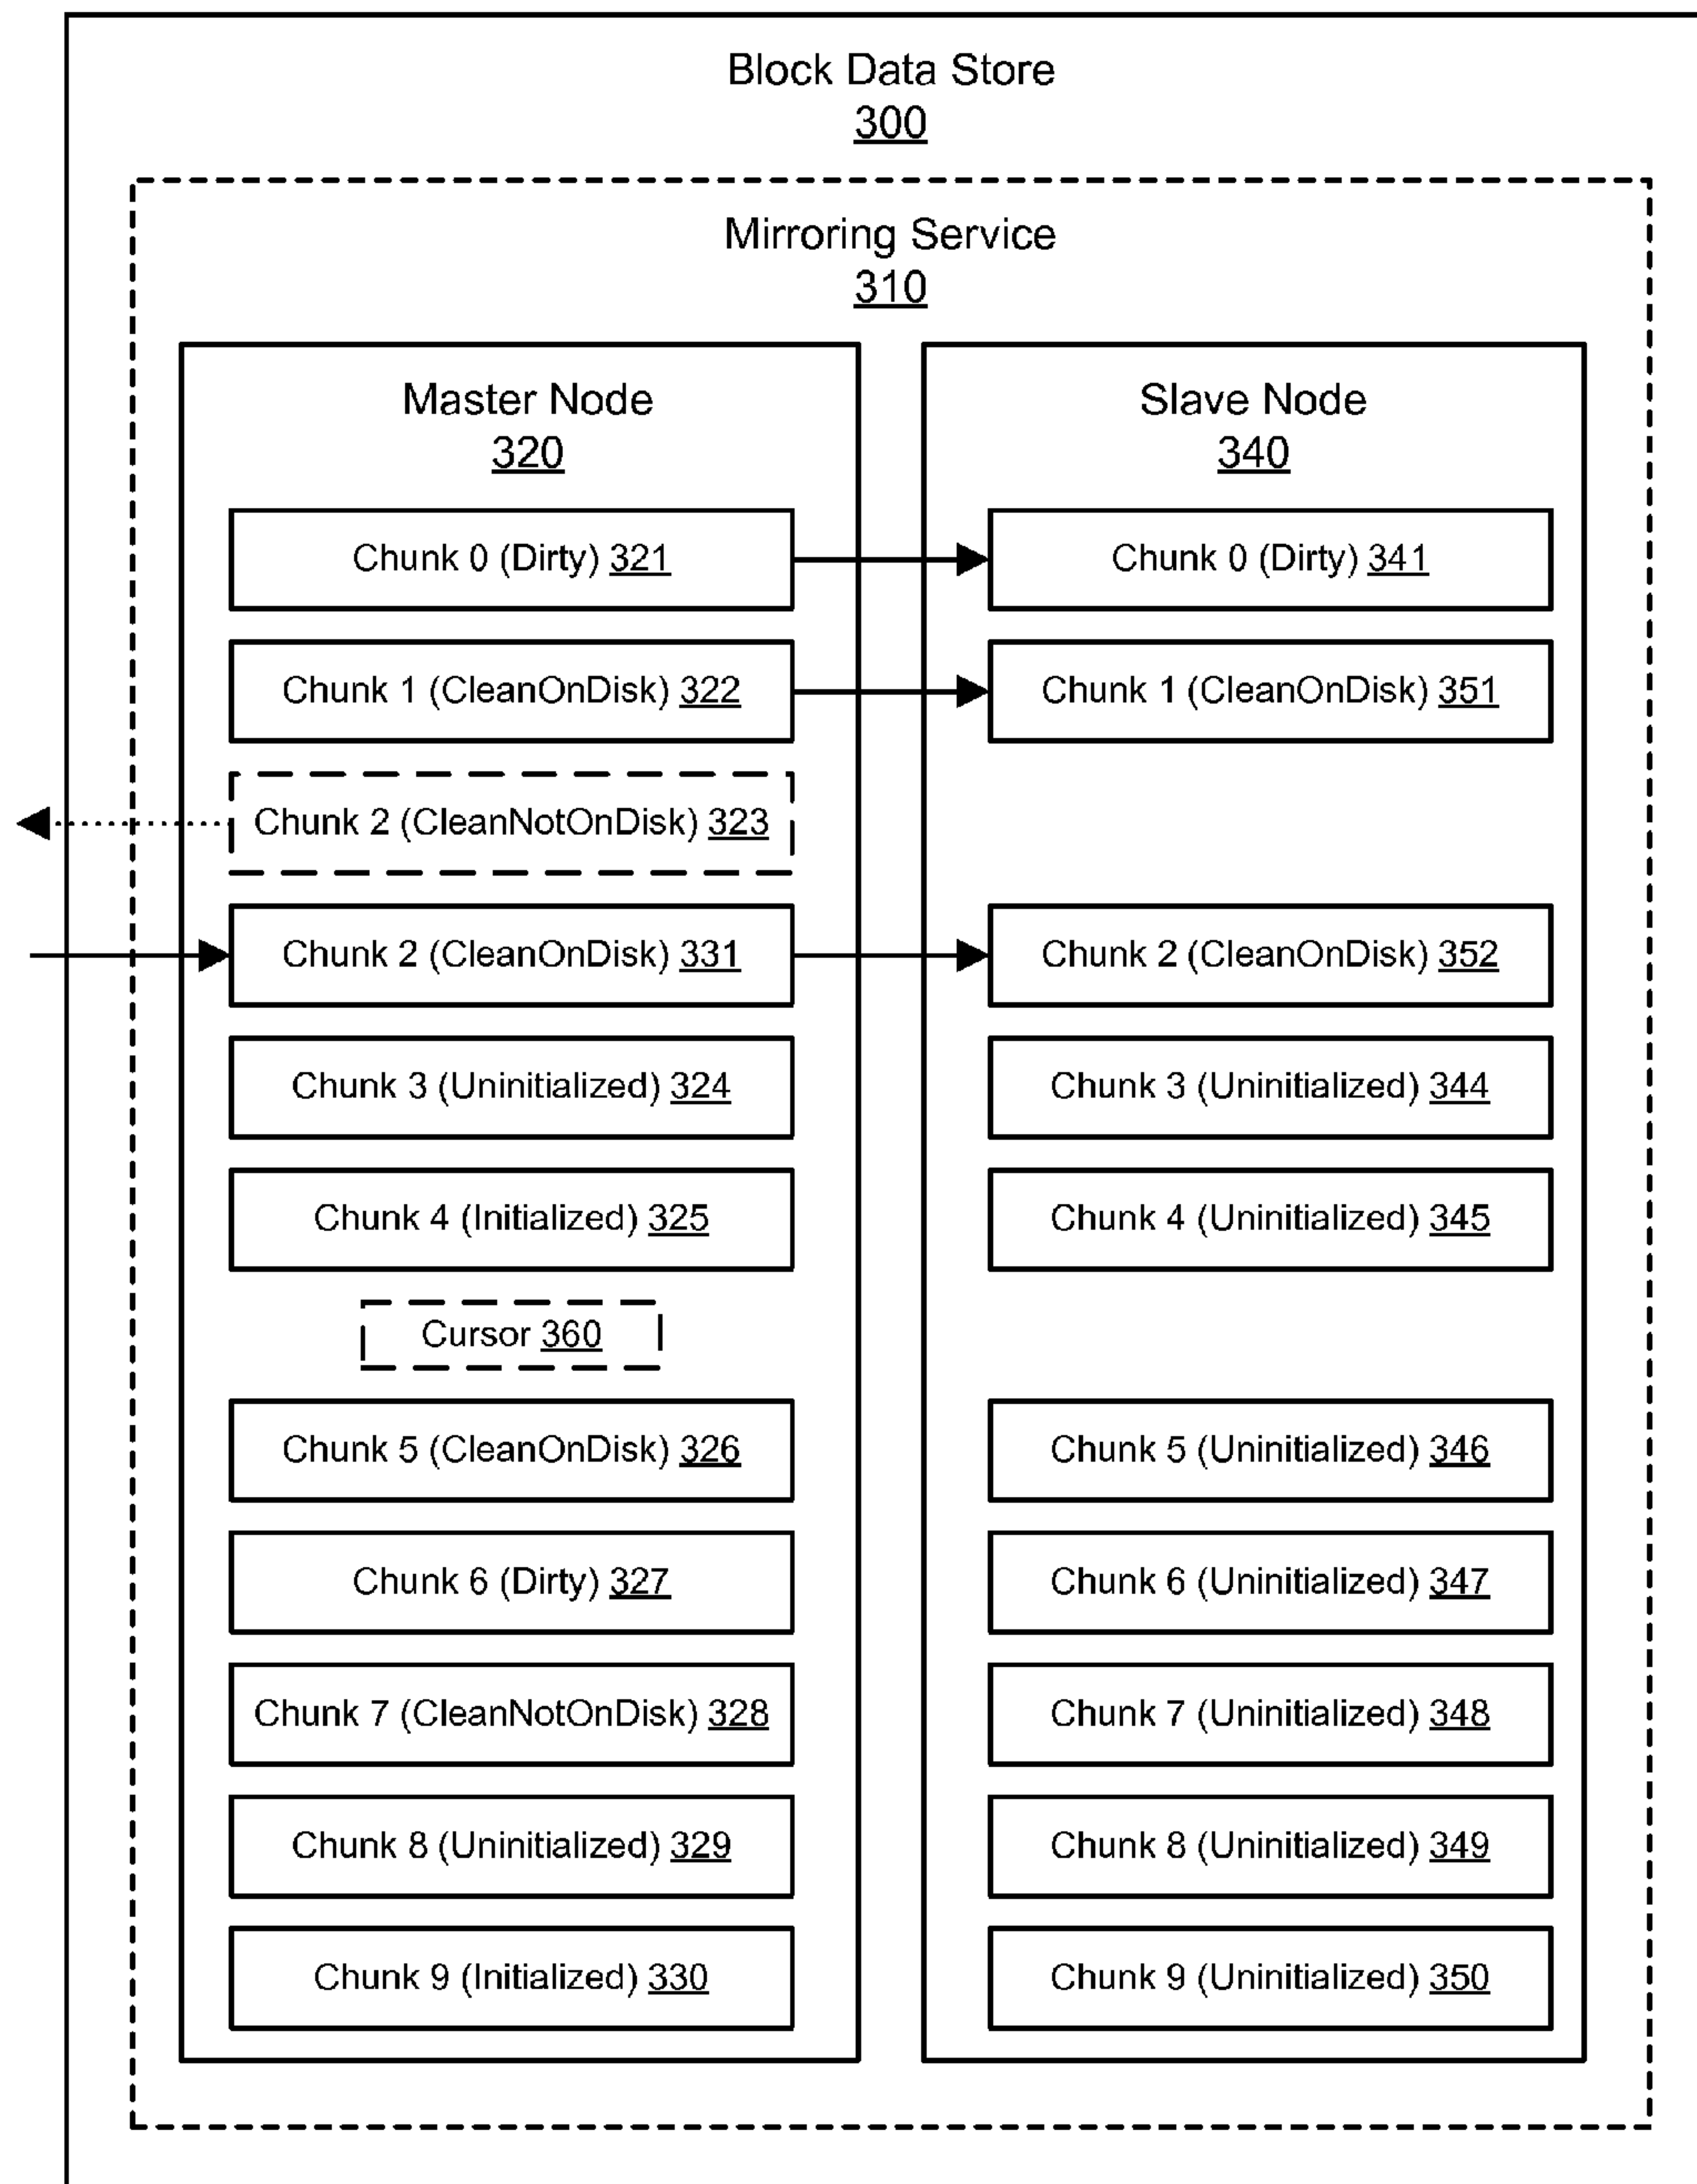 Block Data Store
300
Mirroring Service
310
Master Node
320
Chunk 0 (Dirty) 321
Chunk 1 (CleanOnDisk) 322
Chunk 2 (CleanNotOnDisk) 323
Chunk 2 (CleanOnDisk) 331
Chunk 3 (Uninitialized) 324
Chunk 4 (Initialized) 325
Cursor 360
Chunk 5 (CleanOnDisk) 326
Chunk 6 (Dirty) 327
Chunk 7 (CleanNotOnDisk) 328
Chunk 8 (Uninitialized) 329
Chunk 9 (Initialized) 330
Slave Node
340
Chunk 0 (Dirty) 341
Chunk 1 (CleanOnDisk) 351
Chunk 2 (CleanOnDisk) 352
Chunk 3 (Uninitialized) 344
Chunk 4 (Uninitialized) 345
Chunk 5 (Uninitialized) 346
Chunk 6 (Uninitialized) 347
Chunk 7 (Uninitialized) 348
Chunk 8 (Uninitialized) 349
Chunk 9 (Uninitialized) 350